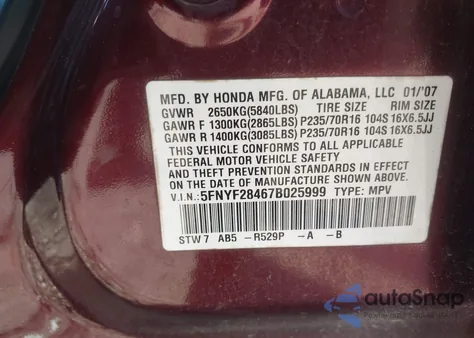 MFD. BY HONDA MFG. OF ALABAMA, LLC 01/'07
GVWR 2650KG(5840LBS) TIRE SIZE RIM SIZE
GAWR F 1300KG(2865LBS) P235/70R16 104S 16X6.5JJ
GAWR R 1400KG(3085LBS) P235/70R16 104S 16X6.5JJ
THIS VEHICLE CONFORMS TO ALL APPLICABLE
FEDERAL MOTOR VEHICLE SAFETY
STANDARDS IN EFFECT ON THE DATE OF
MANUFACTURE SHOWN ABOVE.
V.I.N.: 5FNYF28467B025999 TYPE: MPV
STW7 AB5 -R529P -A -B
autoSnap